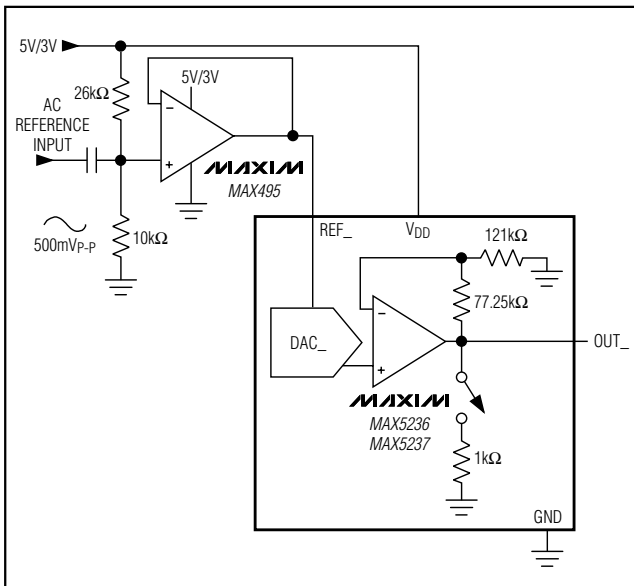 5V/3V
26kΩ
5V/3V
AC
REFERENCE
INPUT
−
+
MAXIM
MAX495
500mVP-P
10kΩ
REF_
VDD
121kΩ
77.25kΩ
−
DAC_
+
OUT_
MAXIM
MAX5236
MAX5237
1kΩ
GND